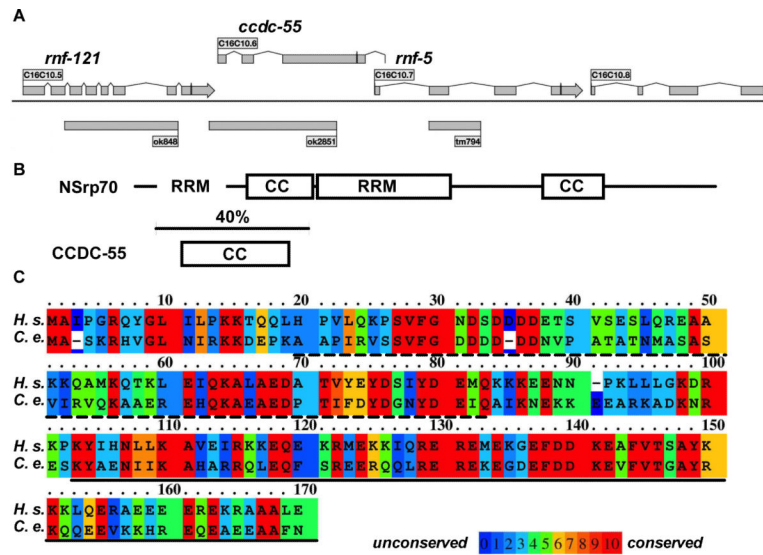 A
rnf-121
ccdc-55
rnf-5
C16C10.5
C16C10.6
C16C10.7
C16C10.8
ok848
ok2851
tm794
B
NSrp70 RRM CC RRM CC
40%
CCDC-55 CC
C
10 20 30 40 50
H. s. MAIPGRQYGL ILPKKTQQLH PVLQKPSVFG NDSDDDDETS VSESLQREAA
C. e. MA-SKRHVGL NIRKKDEPKA APIRVSSVFG DDDD-DDNVP ATATNMASAS
60 70 80 90 100
H. s. KKQAMKQTKL EIQKALAEDA TVYEYDSIYD EMQKKKEENN -PKLLLGKDR
C. e. VIRVQKAAER EHQKAEAEDP TIFDYDGNYD EIQAIKNEKK EEARKADKNR
110 120 130 140 150
H. s. KPKYIHNLLK AVEIRKKEQE KRMEKKIQRE REMEKGEFDD KEAFVTSAYK
C. e. ESKYAENIIK AHARRQLEQF SREERQQLRE REKEGDEFDD KEVFVTGAYR
160 170
H. s. KKLQERAEEE EREKRAAALE
C. e. KQQEEVKKHR EQEAEEAAFN
unconserved 0 1 2 3 4 5 6 7 8 9 10 conserved